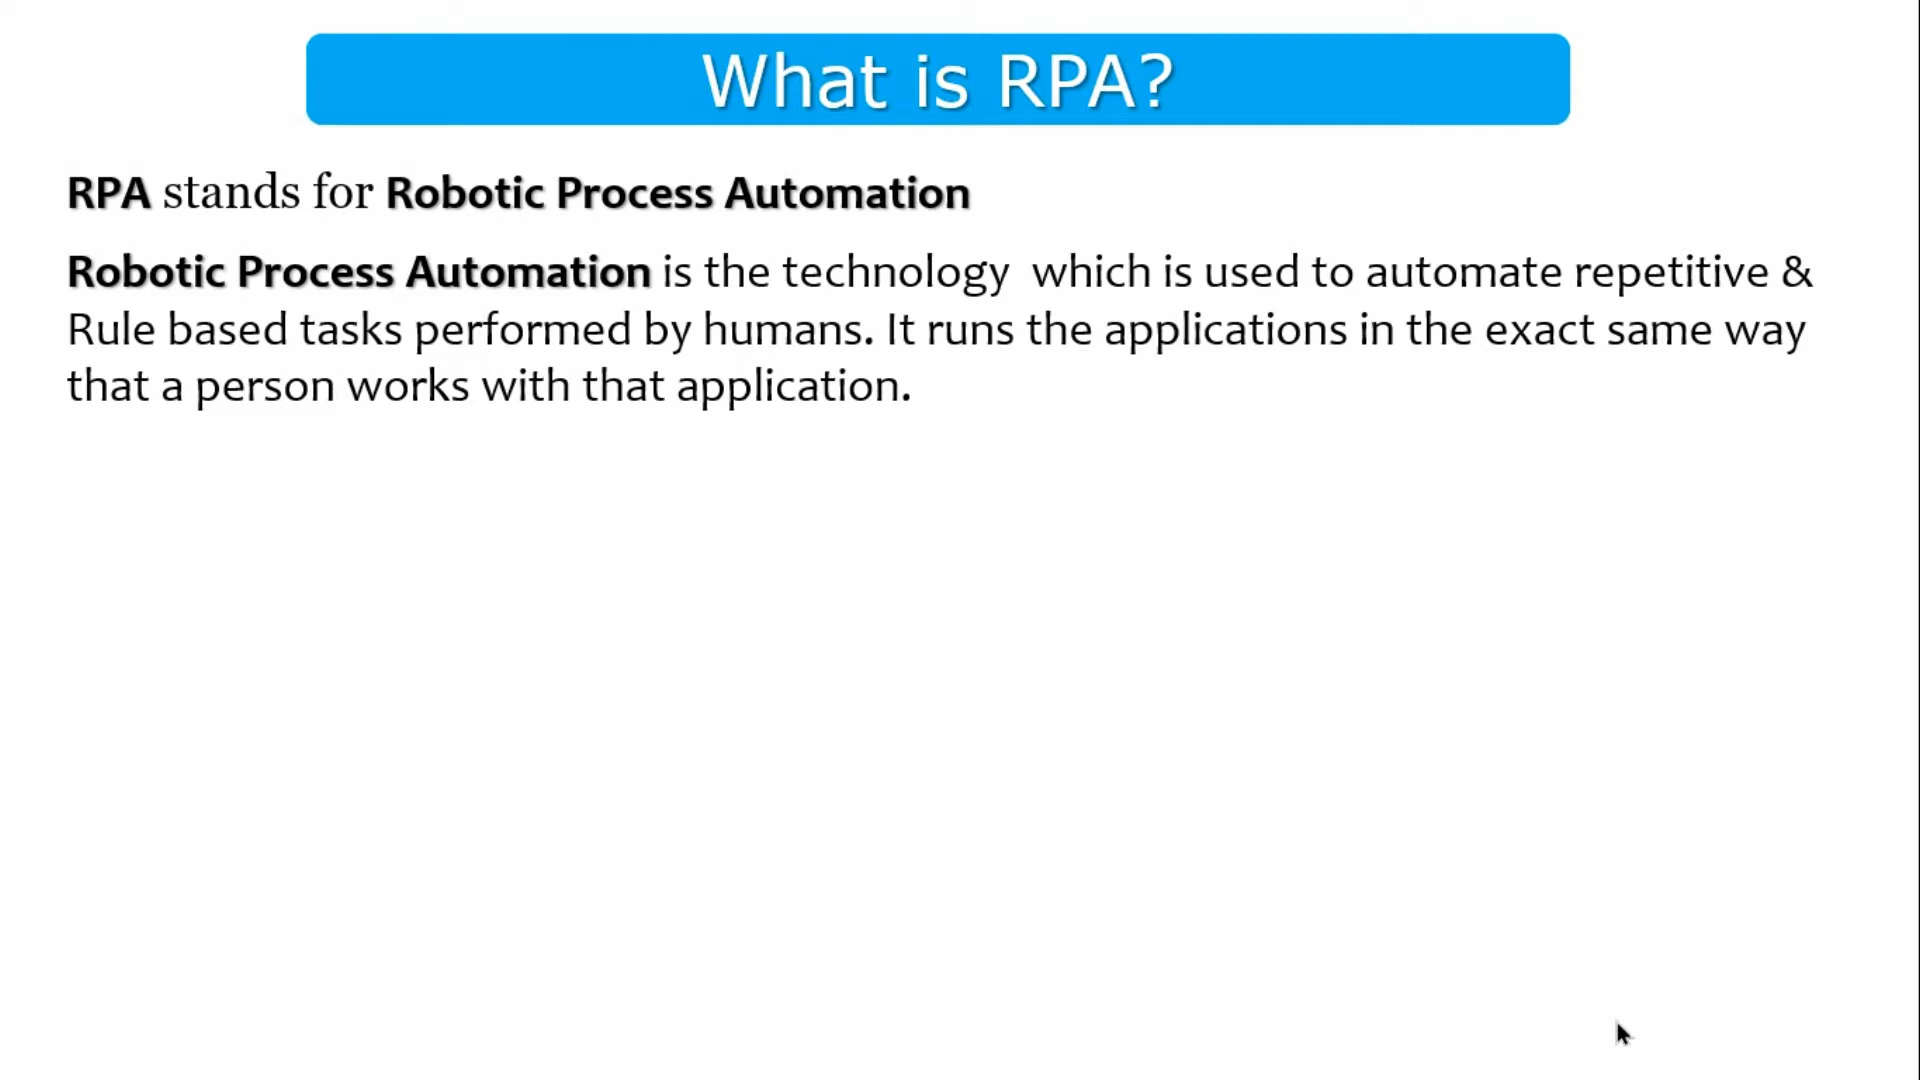 What is RPA?
RPA stands for Robotic Process Automation
Robotic Process Automation is the technology which is used to automate repetitive &
Rule based tasks performed by humans. It runs the applications in the exact same way
that a person works with that application.